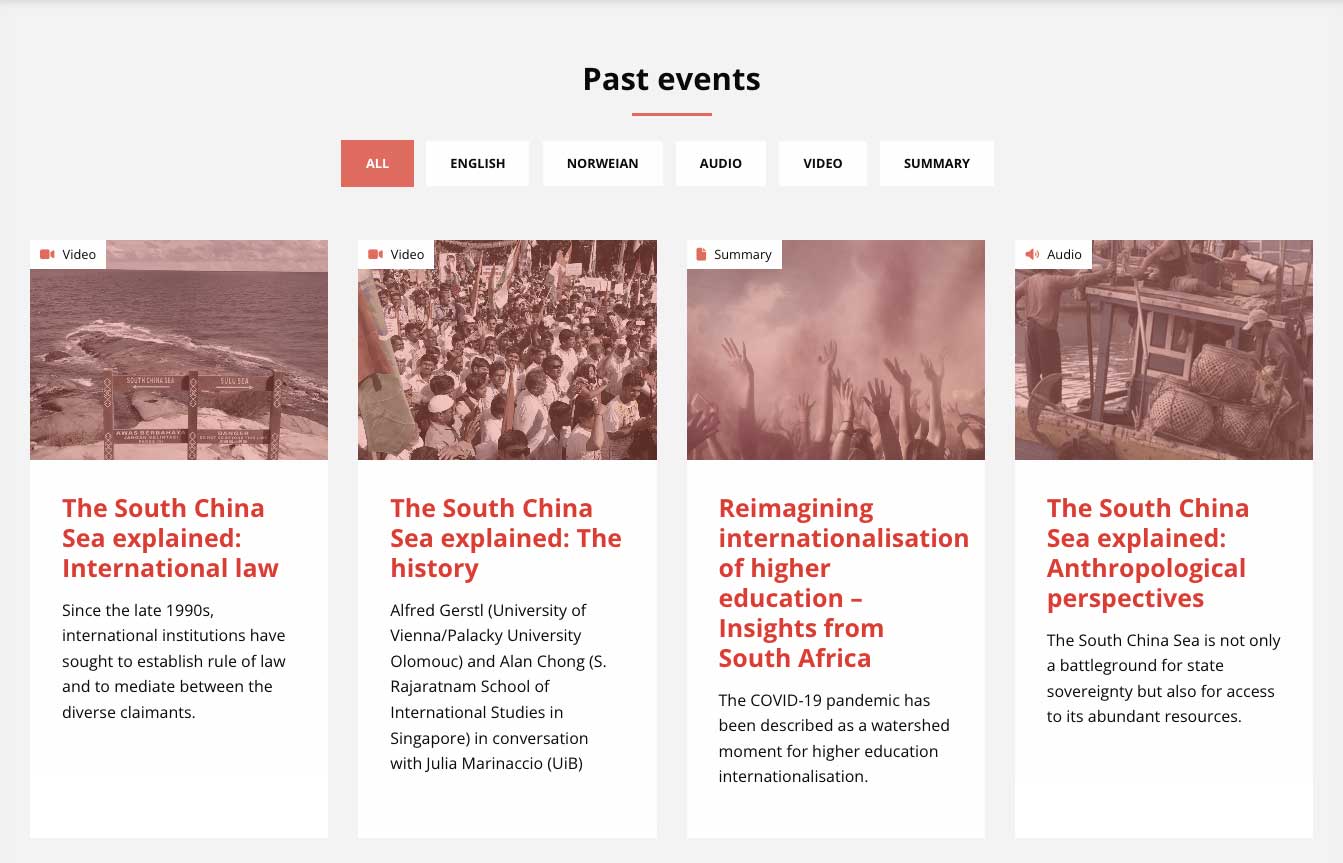 Past events
ALL
ENGLISH
NORWEIAN
AUDIO
VIDEO
SUMMARY
Video
SOUTH CHINA SEA
SULU SEA
AWAS BERBAHAYA
DANGER
The South China
Sea explained:
International law
Since the late 1990s,
international institutions have
sought to establish rule of law
and to mediate between the
diverse claimants.
Video
The South China
Sea explained: The
history
Alfred Gerstl (University of
Vienna/Palacky University
Olomouc) and Alan Chong (S.
Rajaratnam School of
International Studies in
Singapore) in conversation
with Julia Marinaccio (UiB)
Summary
Reimagining
internationalisation
of higher
education –
Insights from
South Africa
The COVID-19 pandemic has
been described as a watershed
moment for higher education
internationalisation.
Audio
The South China
Sea explained:
Anthropological
perspectives
The South China Sea is not only
a battleground for state
sovereignty but also for access
to its abundant resources.